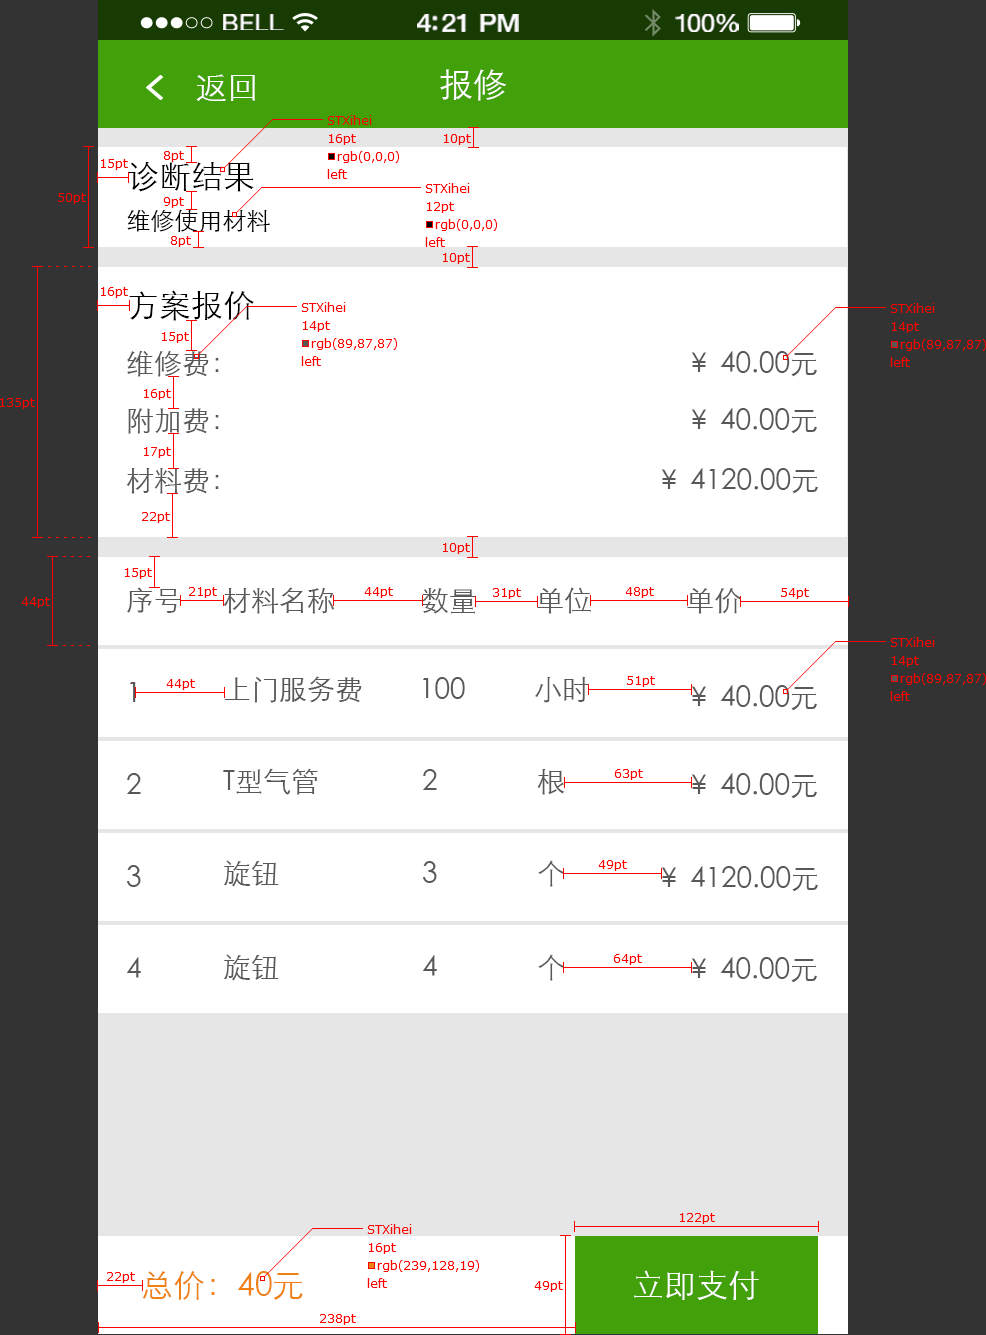 BELL 4:21 PM 100%
返回 报修
STXihei
16pt 10pt
rgb(0,0,0)
left
8pt
15pt
诊断结果
50pt
9pt
STXihei
12pt
rgb(0,0,0)
left
维修使用材料
8pt
10pt
16pt
方案报价
STXihei
14pt
rgb(89,87,87)
left
STXihei
14pt
rgb(89,87,87)
left
15pt
维修费： ¥ 40.00元
16pt
135pt
附加费： ¥ 40.00元
17pt
材料费： ¥ 4120.00元
22pt
10pt
15pt
44pt
序号 21pt 材料名称 44pt 数量 31pt 单位 48pt 单价 54pt
STXihei
14pt
rgb(89,87,87)
left
1 44pt 上门服务费 100 小时 51pt ¥ 40.00元
2 T型气管 2 根 63pt ¥ 40.00元
3 旋钮 3 个 49pt ¥ 4120.00元
4 旋钮 4 个 64pt ¥ 40.00元
122pt
STXihei
16pt
rgb(239,128,19)
left
22pt 总价：40元 49pt 立即支付
238pt